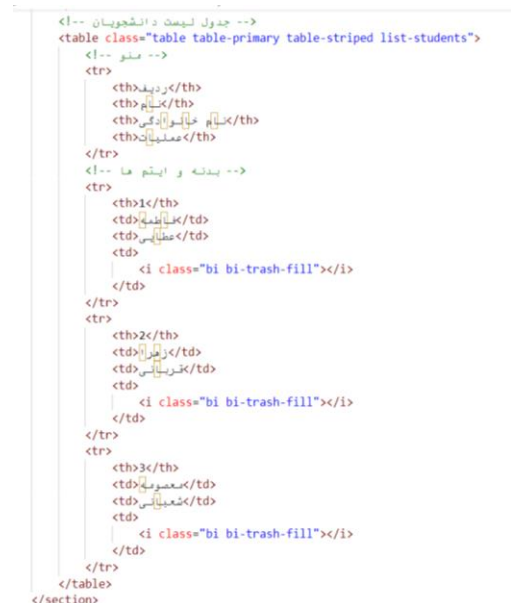 <!-- جدول لیست دانشجویان -->
<table class="table table-primary table-striped list-students">
<!-- منو -->
<tr>
<th>ردیف</th>
<th>نام</th>
<th>نام خانوادگی</th>
<th>عملیات</th>
</tr>
<!-- بدنه و ایتم ها -->
<tr>
<th>1</th>
<td>فاطمه</td>
<td>عطایی</td>
<td>
<i class="bi bi-trash-fill"></i>
</td>
</tr>
<tr>
<th>2</th>
<td>زهرا</td>
<td>قربانی</td>
<td>
<i class="bi bi-trash-fill"></i>
</td>
</tr>
<tr>
<th>3</th>
<td>معصومه</td>
<td>شعبانی</td>
<td>
<i class="bi bi-trash-fill"></i>
</td>
</tr>
</table>
</section>